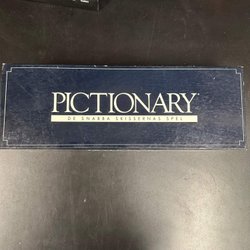 PICTIONARY
DE SNABBA SKISSERNAS SPEL